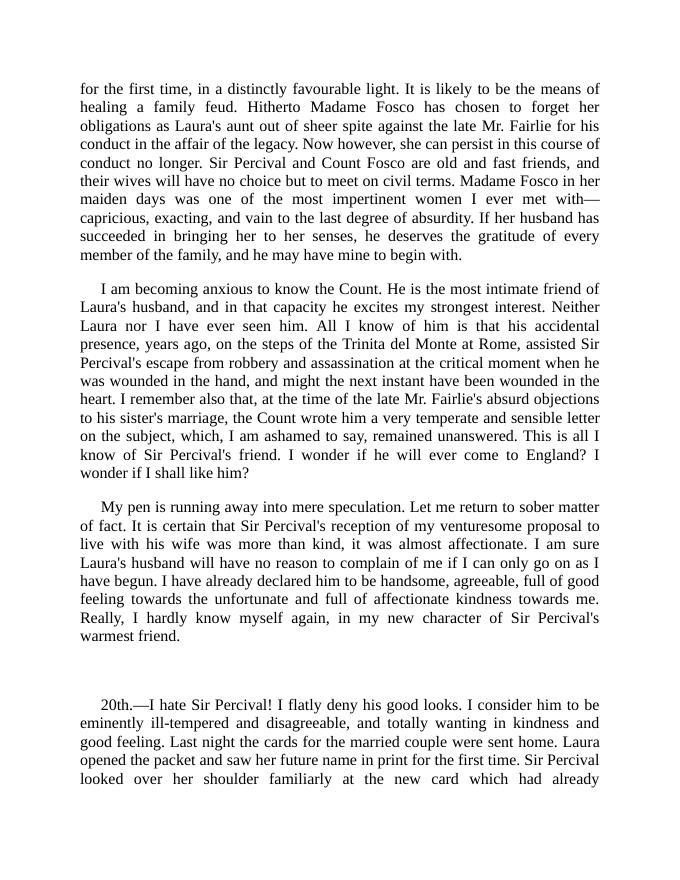 for the first time, in a distinctly favourable light. It is likely to be the means of
healing a family feud. Hitherto Madame Fosco has chosen to forget her
obligations as Laura's aunt out of sheer spite against the late Mr. Fairlie for his
conduct in the affair of the legacy. Now however, she can persist in this course of
conduct no longer. Sir Percival and Count Fosco are old and fast friends, and
their wives will have no choice but to meet on civil terms. Madame Fosco in her
maiden days was one of the most impertinent women I ever met with—
capricious, exacting, and vain to the last degree of absurdity. If her husband has
succeeded in bringing her to her senses, he deserves the gratitude of every
member of the family, and he may have mine to begin with.
I am becoming anxious to know the Count. He is the most intimate friend of
Laura's husband, and in that capacity he excites my strongest interest. Neither
Laura nor I have ever seen him. All I know of him is that his accidental
presence, years ago, on the steps of the Trinita del Monte at Rome, assisted Sir
Percival's escape from robbery and assassination at the critical moment when he
was wounded in the hand, and might the next instant have been wounded in the
heart. I remember also that, at the time of the late Mr. Fairlie's absurd objections
to his sister's marriage, the Count wrote him a very temperate and sensible letter
on the subject, which, I am ashamed to say, remained unanswered. This is all I
know of Sir Percival's friend. I wonder if he will ever come to England? I
wonder if I shall like him?
My pen is running away into mere speculation. Let me return to sober matter
of fact. It is certain that Sir Percival's reception of my venturesome proposal to
live with his wife was more than kind, it was almost affectionate. I am sure
Laura's husband will have no reason to complain of me if I can only go on as I
have begun. I have already declared him to be handsome, agreeable, full of good
feeling towards the unfortunate and full of affectionate kindness towards me.
Really, I hardly know myself again, in my new character of Sir Percival's
warmest friend.
20th.—I hate Sir Percival! I flatly deny his good looks. I consider him to be
eminently ill-tempered and disagreeable, and totally wanting in kindness and
good feeling. Last night the cards for the married couple were sent home. Laura
opened the packet and saw her future name in print for the first time. Sir Percival
looked over her shoulder familiarly at the new card which had already